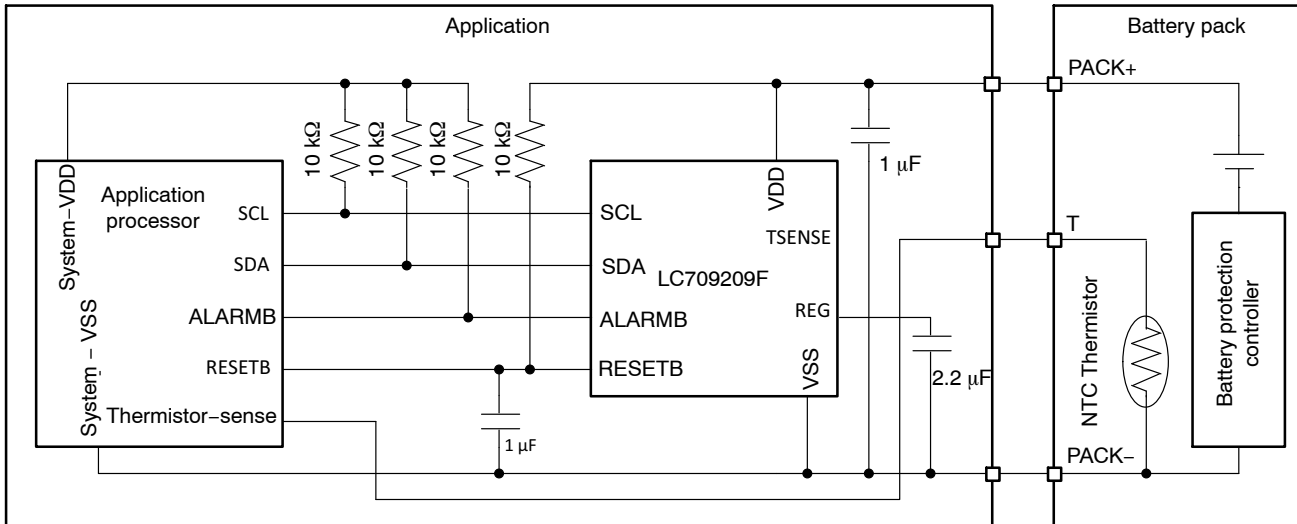 Application
Battery pack
PACK+
10 kΩ
10 kΩ
10 kΩ
10 kΩ
1 μF
System−VDD
Application
processor
SCL
SDA
ALARMB
RESETB
Thermistor−sense
System − VSS
VDD
SCL
TSENSE
SDA
LC709209F
REG
ALARMB
RESETB
VSS
2.2 μF
1 μF
T
NTC Thermistor
Battery protection
controller
PACK−